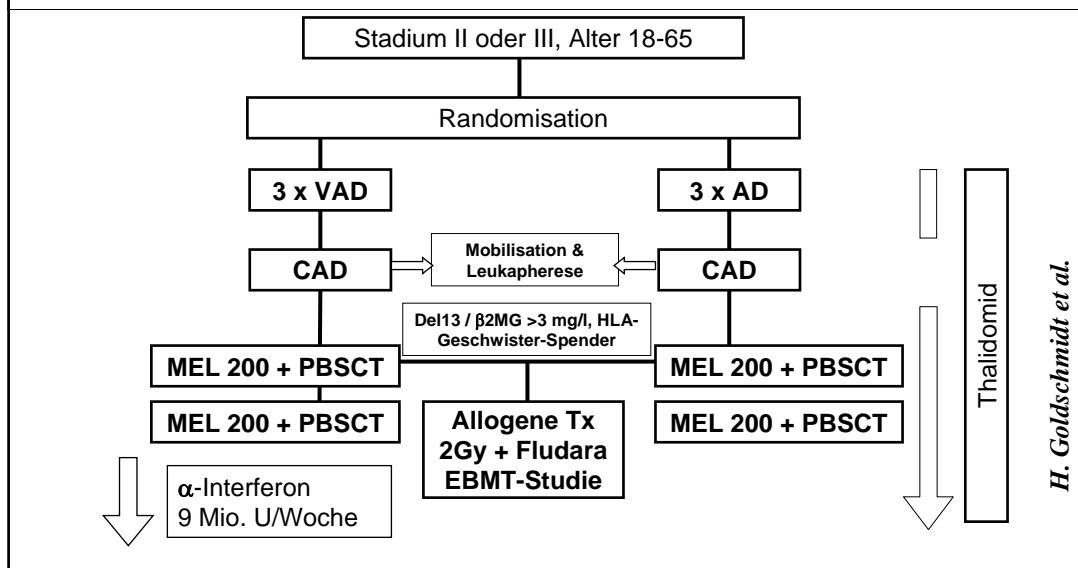 Stadium II oder III, Alter 18-65
Randomisation
3 x VAD
3 x AD
CAD
Mobilisation &
Leukapherese
CAD
Del13 / β2MG >3 mg/l, HLA-
Geschwister-Spender
MEL 200 + PBSCT
MEL 200 + PBSCT
MEL 200 + PBSCT
Allogene Tx
2Gy + Fludara
EBMT-Studie
MEL 200 + PBSCT
α-Interferon
9 Mio. U/Woche
Thalidomid
H. Goldschmidt et al.